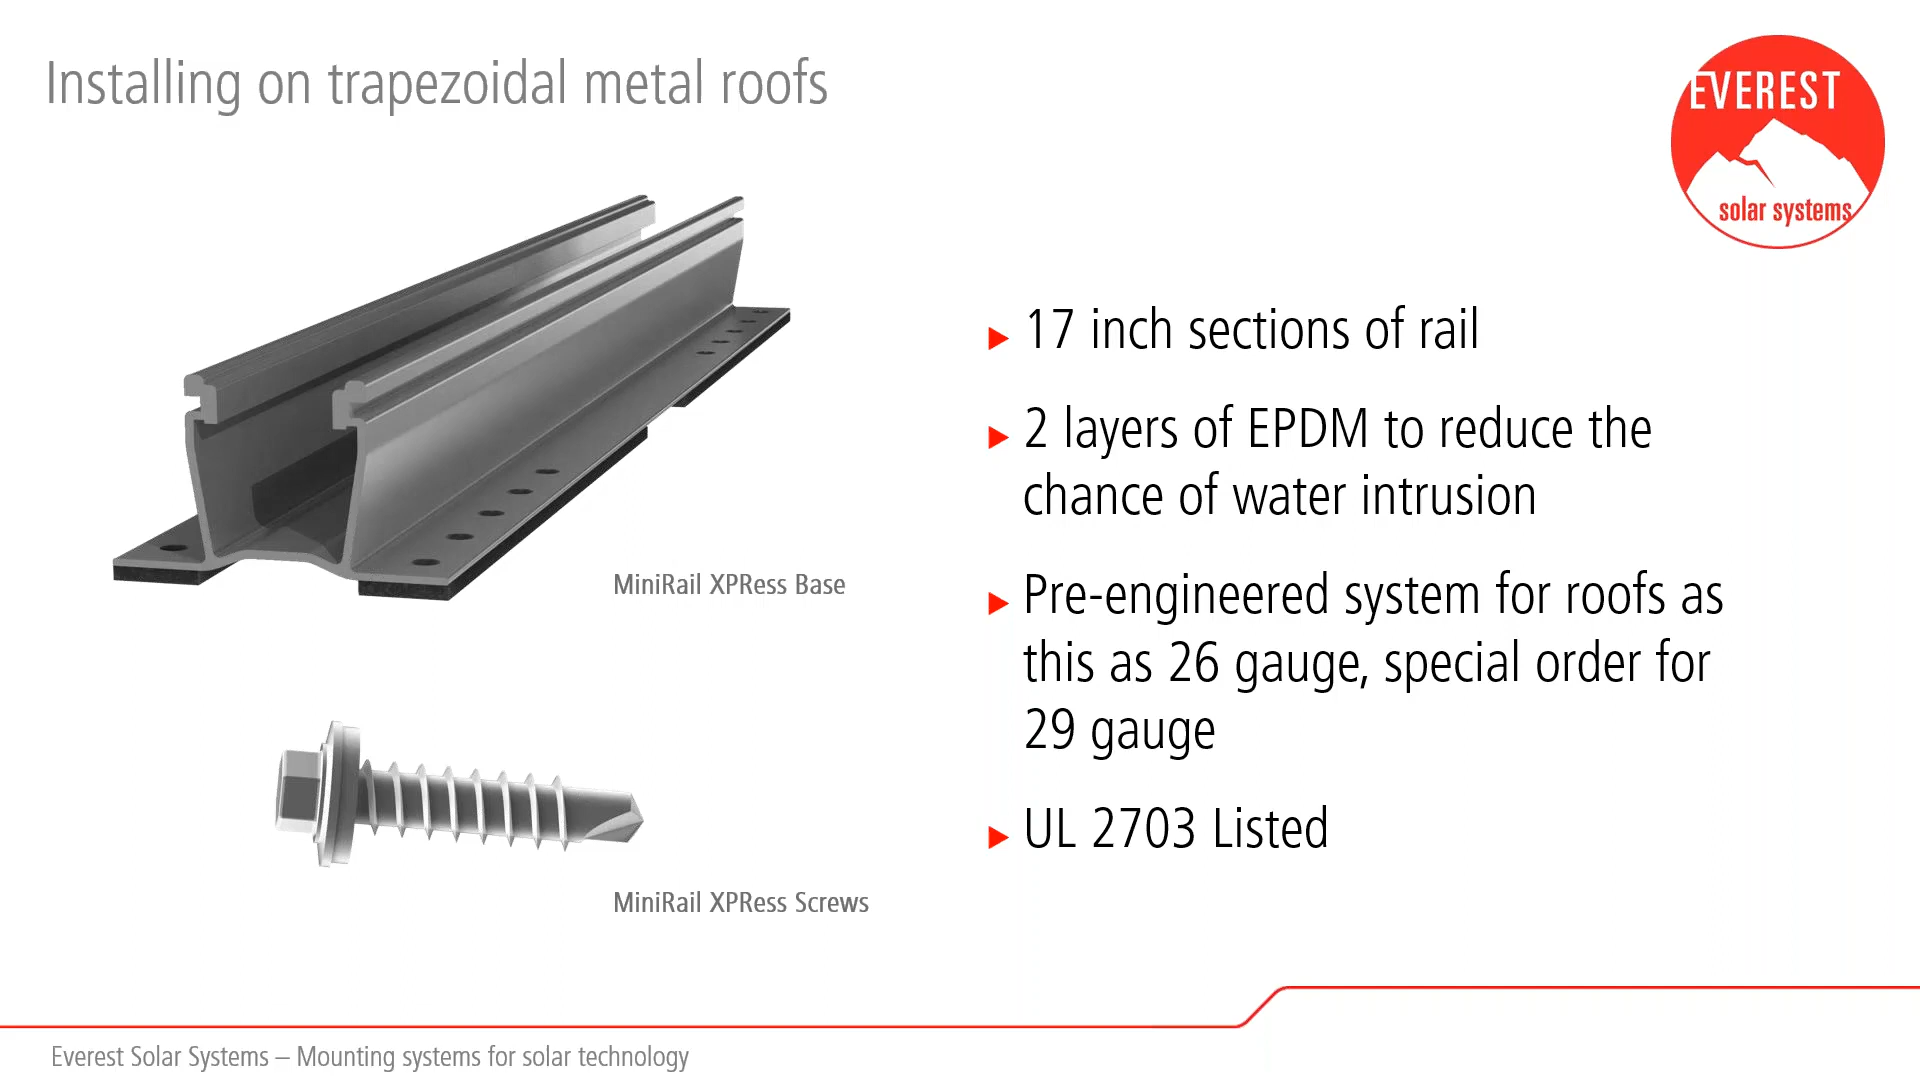 Installing on trapezoidal metal roofs
EVEREST
solar systems
17 inch sections of rail
2 layers of EPDM to reduce the
chance of water intrusion
Pre-engineered system for roofs as
this as 26 gauge, special order for
29 gauge
UL 2703 Listed
MiniRail XPRess Base
MiniRail XPRess Screws
Everest Solar Systems – Mounting systems for solar technology